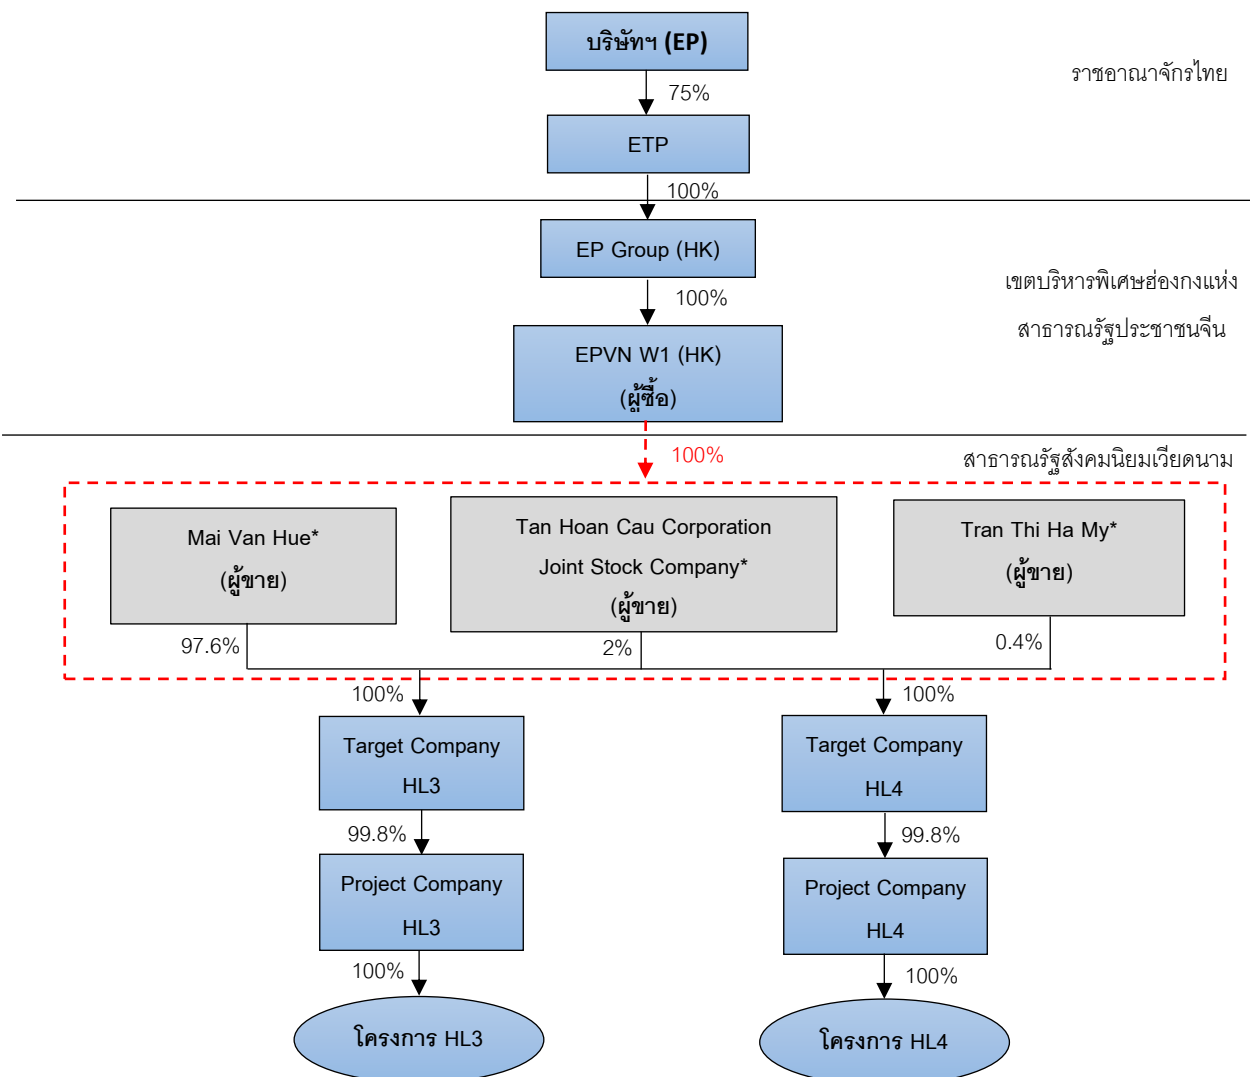 บริษัทฯ (EP)
ราชอาณาจักรไทย
75%
ETP
100%
EP Group (HK)
เขตบริหารพิเศษฮ่องกงแห่ง
สาธารณรัฐประชาชนจีน
100%
EPVN W1 (HK)
(ผู้ซื้อ)
100%
สาธารณรัฐสังคมนิยมเวียดนาม
Mai Van Hue*
(ผู้ขาย)
Tan Hoan Cau Corporation
Joint Stock Company*
(ผู้ขาย)
Tran Thi Ha My*
(ผู้ขาย)
97.6%
2%
0.4%
100%
100%
Target Company
HL3
Target Company
HL4
99.8%
99.8%
Project Company
HL3
Project Company
HL4
100%
100%
โครงการ HL3
โครงการ HL4